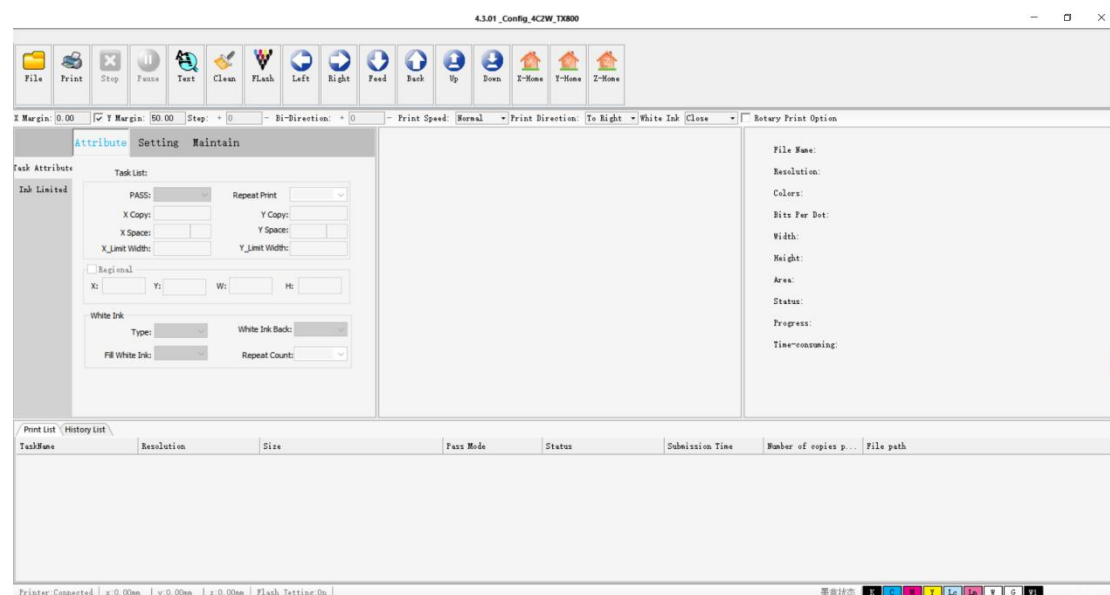 4.3.01 _Config_4C2W_TX800
File Print Stop Pause Test Clean FLash Left Right Feed Back Up Down X-Home Y-Home Z-Home
X Margin: 0.00 Y Margin: 50.00 Step: + 0 - Bi-Direction: + 0 - Print Speed: Normal Print Direction: To Right White Ink Close Rotary Print Option
Attribute Setting Maintain
Task Attribute
Ink Limited
Task List:
PASS: Repeat Print
X Copy: Y Copy:
X Space: Y Space:
X_Limit Width: Y_Limit Width:
Regional
X: Y: W: H:
White Ink
Type: White Ink Back:
Fill White Ink: Repeat Count:
File Name:
Resolution:
Colors:
Bits Per Dot:
Width:
Height:
Area:
Status:
Progress:
Time-consuming:
Print List History List
TaskName Resolution Size Pass Mode Status Submission Time Number of copies p... File path
Printer:Connected x:0.00mm y:0.00mm z:0.00mm Flash Tetting:On 墨盒状态 K C M Y Lc Lm W G W1